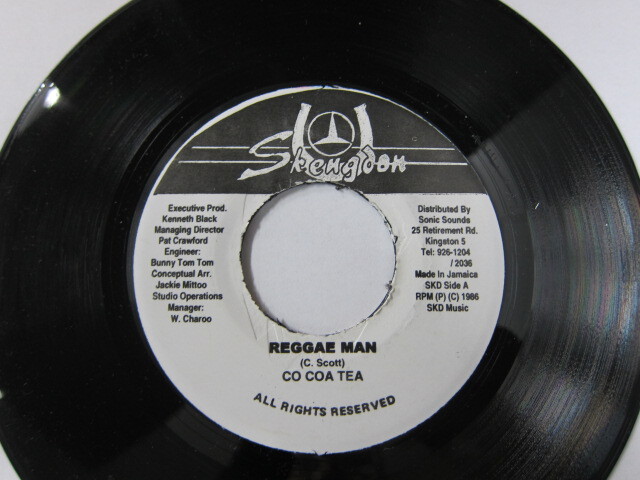 Skengdon
Executive Prod.
Kenneth Black
Managing Director
Pat Crawford
Engineer:
Bunny Tom Tom
Conceptual Arr.
Jackie Mittoo
Studio Operations
Manager:
W. Charoo
Distributed By
Sonic Sounds
25 Retirement Rd.
Kingston 5
Tel: 926-1204
/ 2036
Made In Jamaica
SKD Side A
RPM (P) (C) 1986
SKD Music
REGGAE MAN
(C. Scott)
CO COA TEA
ALL RIGHTS RESERVED